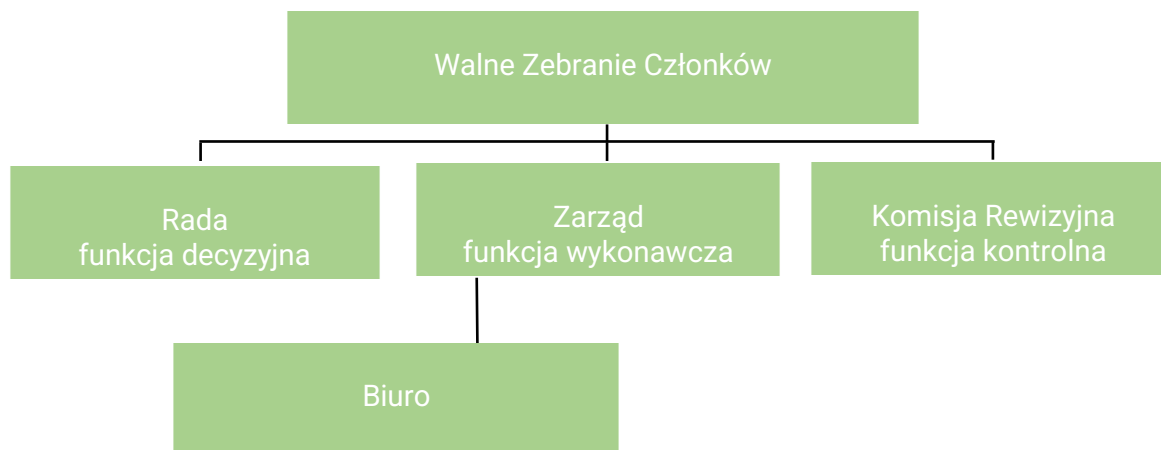 Walne Zebranie Członków
Rada
funkcja decyzyjna
Zarząd
funkcja wykonawcza
Komisja Rewizyjna
funkcja kontrolna
Biuro